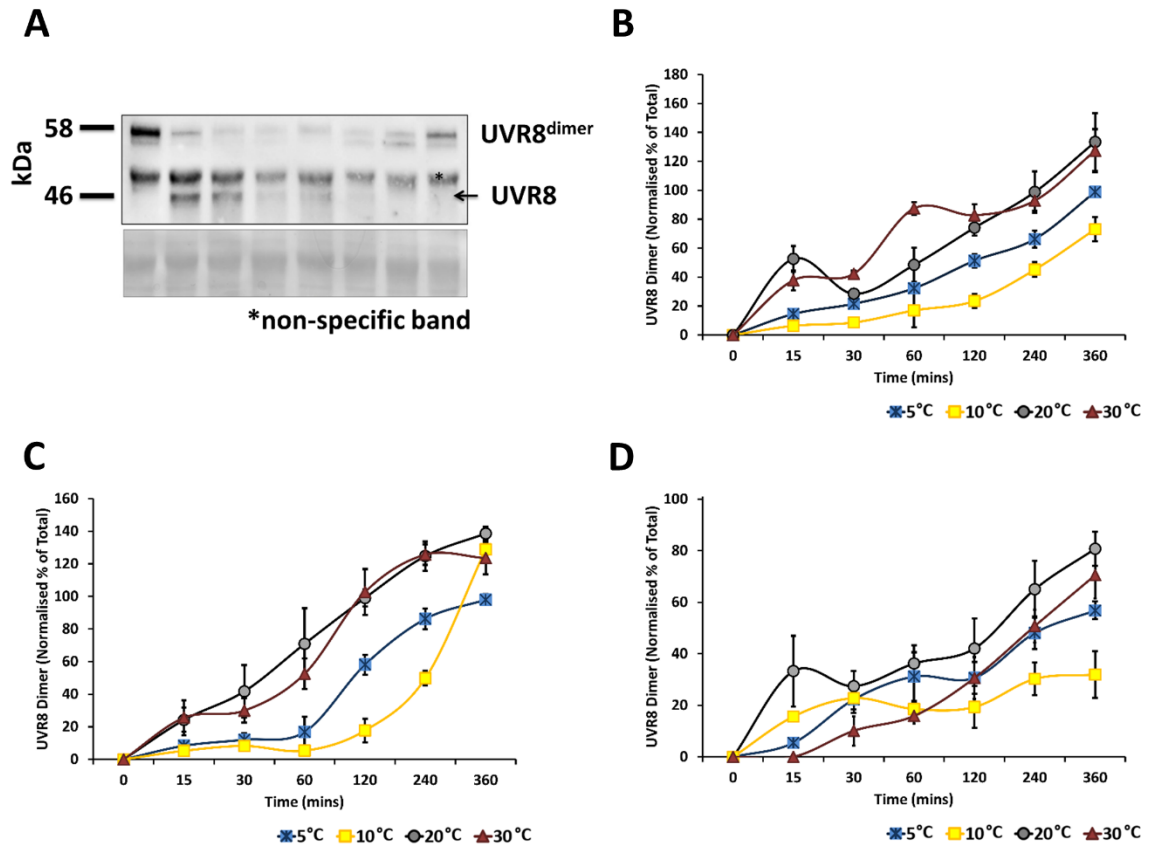 A
kDa
58
46
UVR8dimer
*
UVR8
*non-specific band
B
UVR8 Dimer (Normalised % of Total)
180
160
140
120
100
80
60
40
20
0
0 15 30 60 120 240 360
Time (mins)
5°C 10°C 20°C 30°C
C
UVR8 Dimer (Normalised % of Total)
160
140
120
100
80
60
40
20
0
0 15 30 60 120 240 360
Time (mins)
5°C 10°C 20°C 30°C
D
UVR8 Dimer (Normalised % of Total)
100
80
60
40
20
0
0 15 30 60 120 240 360
Time (mins)
5°C 10°C 20°C 30°C